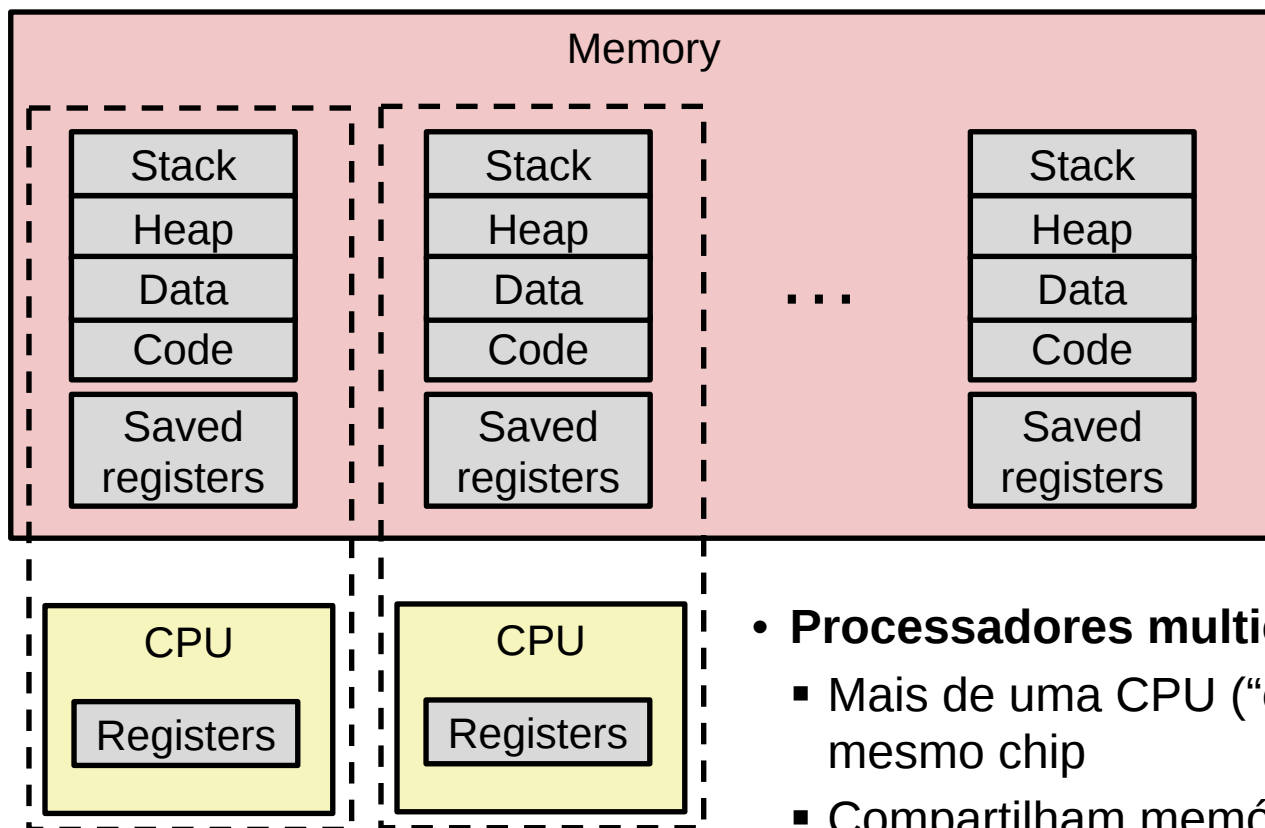 Memory
Stack
Heap
Data
Code
Saved
registers
Stack
Heap
Data
Code
Saved
registers
...
Stack
Heap
Data
Code
Saved
registers
CPU
Registers
CPU
Registers
• Processadores
▪ Mais de uma CPU
mesmo chip
▪ Compartilham